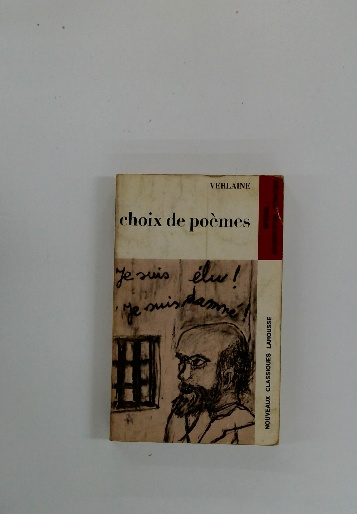 VERLAINE
choix de poèmes
Je suis élu!
Je suis damné!
NOUVEAUX CLASSIQUES LAROUSSE